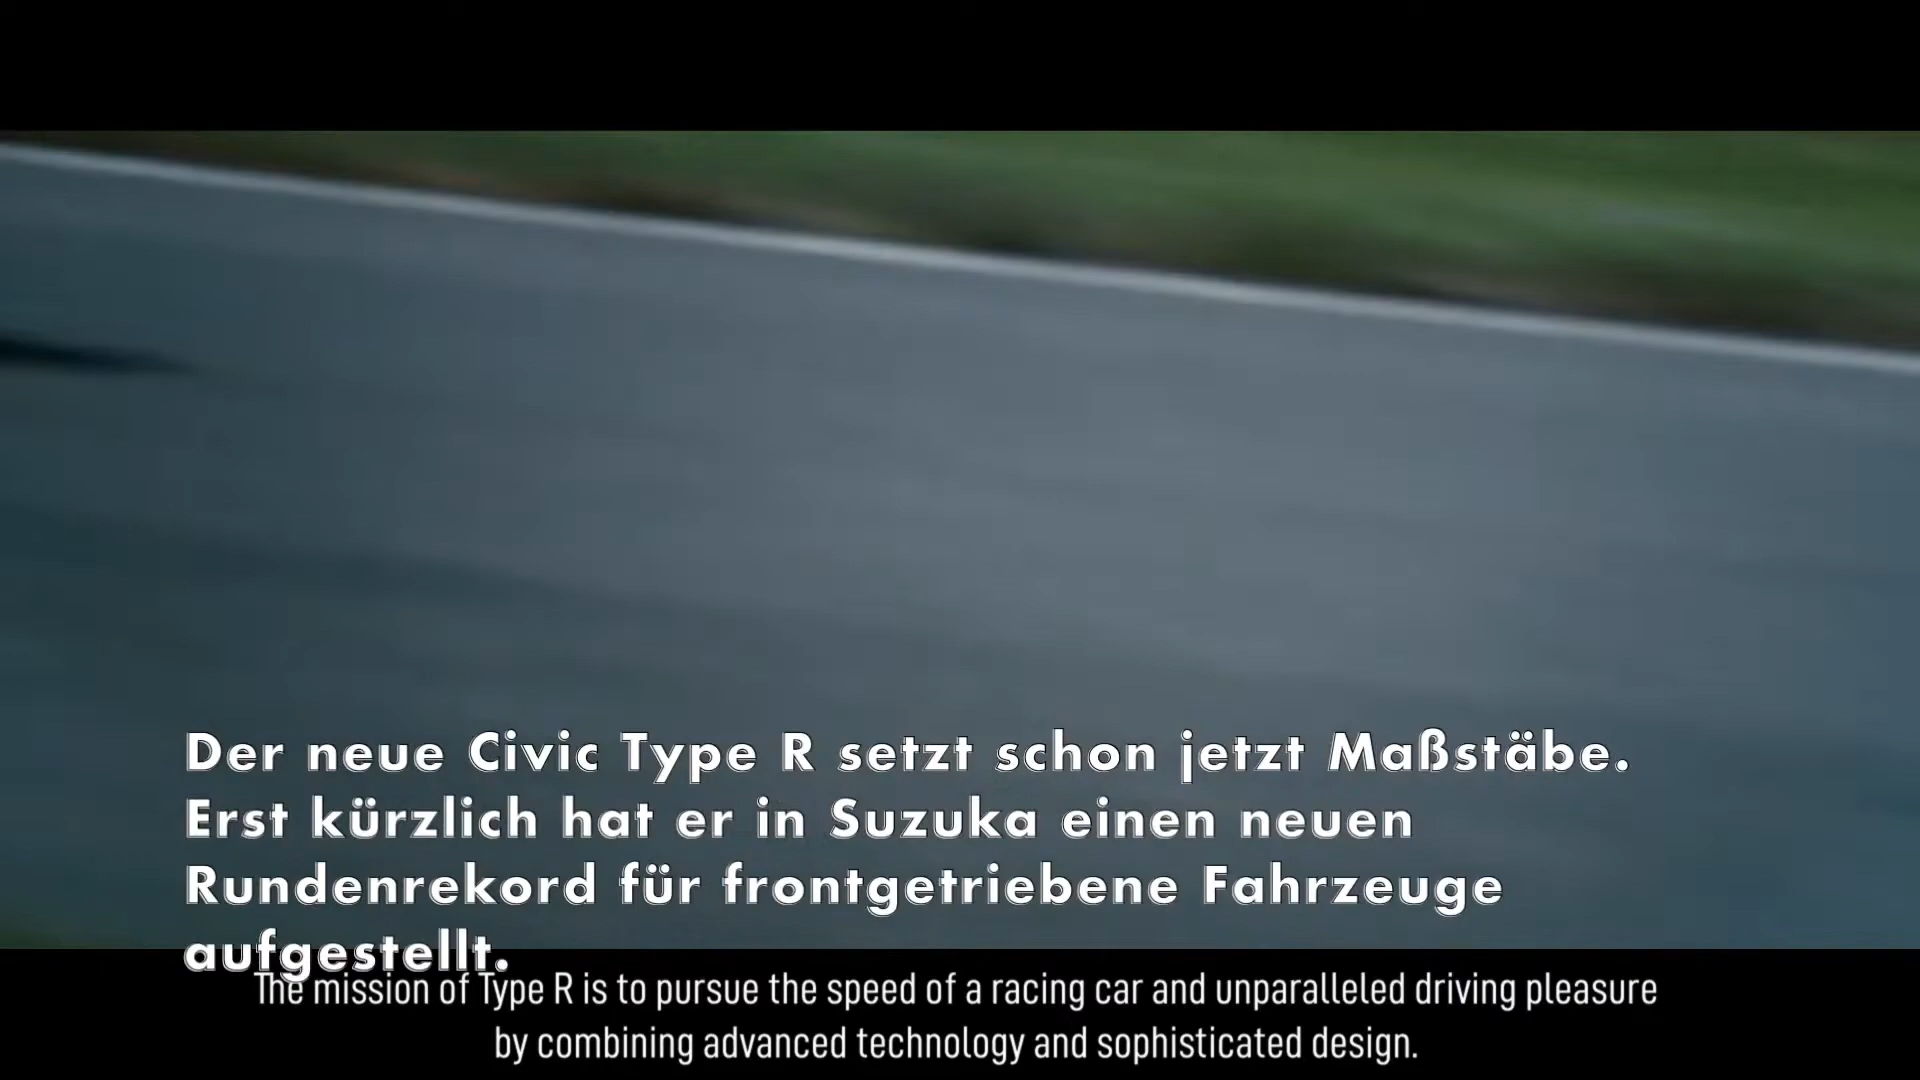 Der neue Civic Type R setzt schon jetzt Maßstäbe.
Erst kürzlich hat er in Suzuka einen neuen
Rundenrekord für frontgetriebene Fahrzeuge
aufgestellt.
The mission of Type R is to pursue the speed of a racing car and unparalleled driving pleasure
by combining advanced technology and sophisticated design.